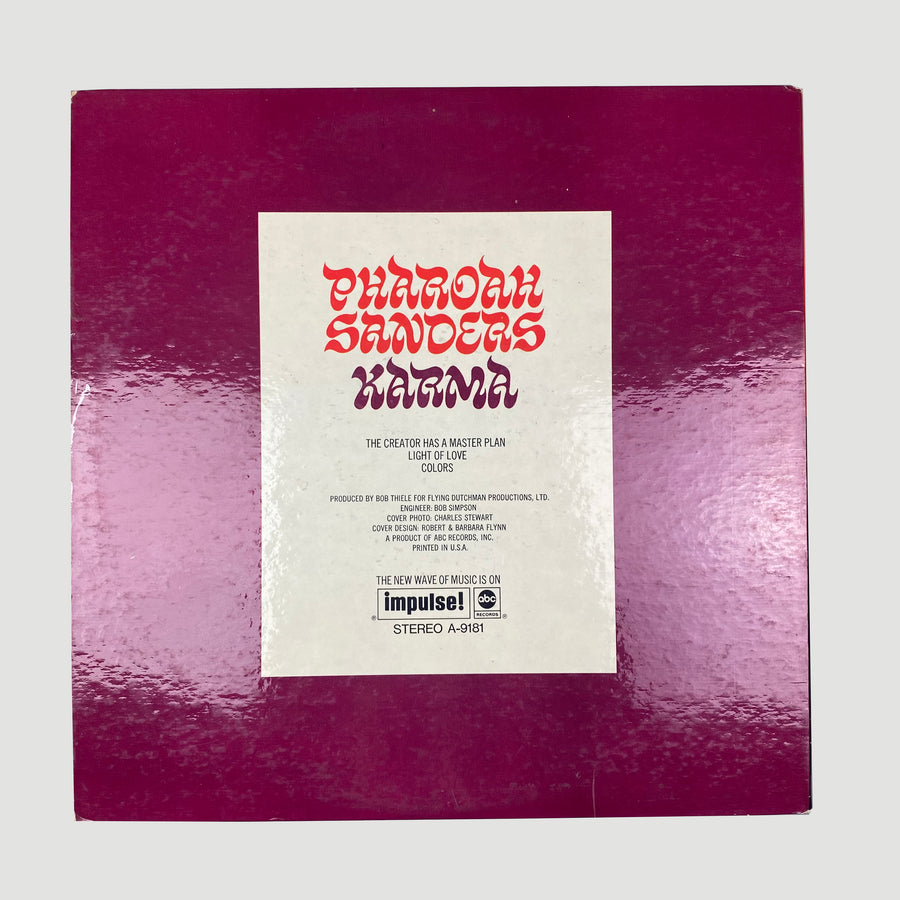 PHAROAH
SANDERS
KARMA
THE CREATOR HAS A MASTER PLAN
LIGHT OF LOVE
COLORS
PRODUCED BY BOB THIELE FOR FLYING DUTCHMAN PRODUCTIONS, LTD.
ENGINEER: BOB SIMPSON
COVER PHOTO: CHARLES STEWART
COVER DESIGN: ROBERT & BARBARA FLYNN
A PRODUCT OF ABC RECORDS, INC.
PRINTED IN U.S.A.
THE NEW WAVE OF MUSIC IS ON
® impulse! abc RECORDS ®
STEREO A-9181